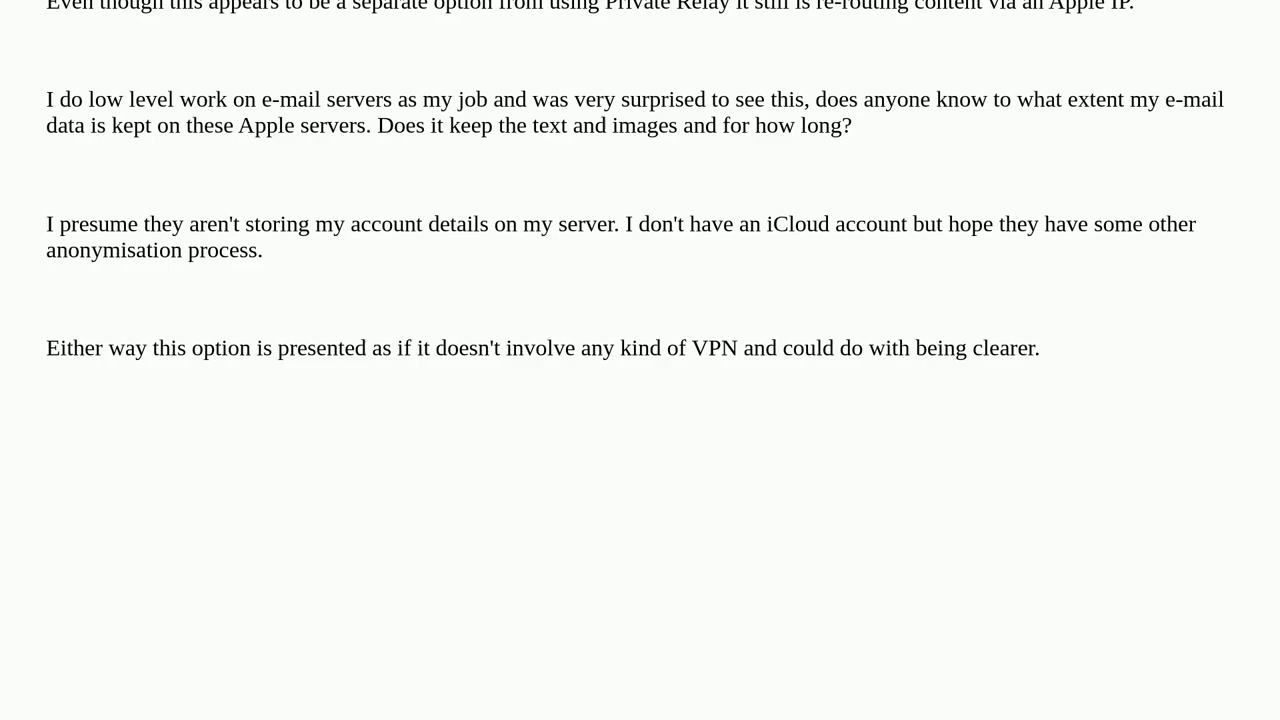 Even though this appears to be a separate option from using Private Relay it still is re-routing content via an Apple IP.
I do low level work on e-mail servers as my job and was very surprised to see this, does anyone know to what extent my e-mail
data is kept on these Apple servers. Does it keep the text and images and for how long?
I presume they aren't storing my account details on my server. I don't have an iCloud account but hope they have some other
anonymisation process.
Either way this option is presented as if it doesn't involve any kind of VPN and could do with being clearer.